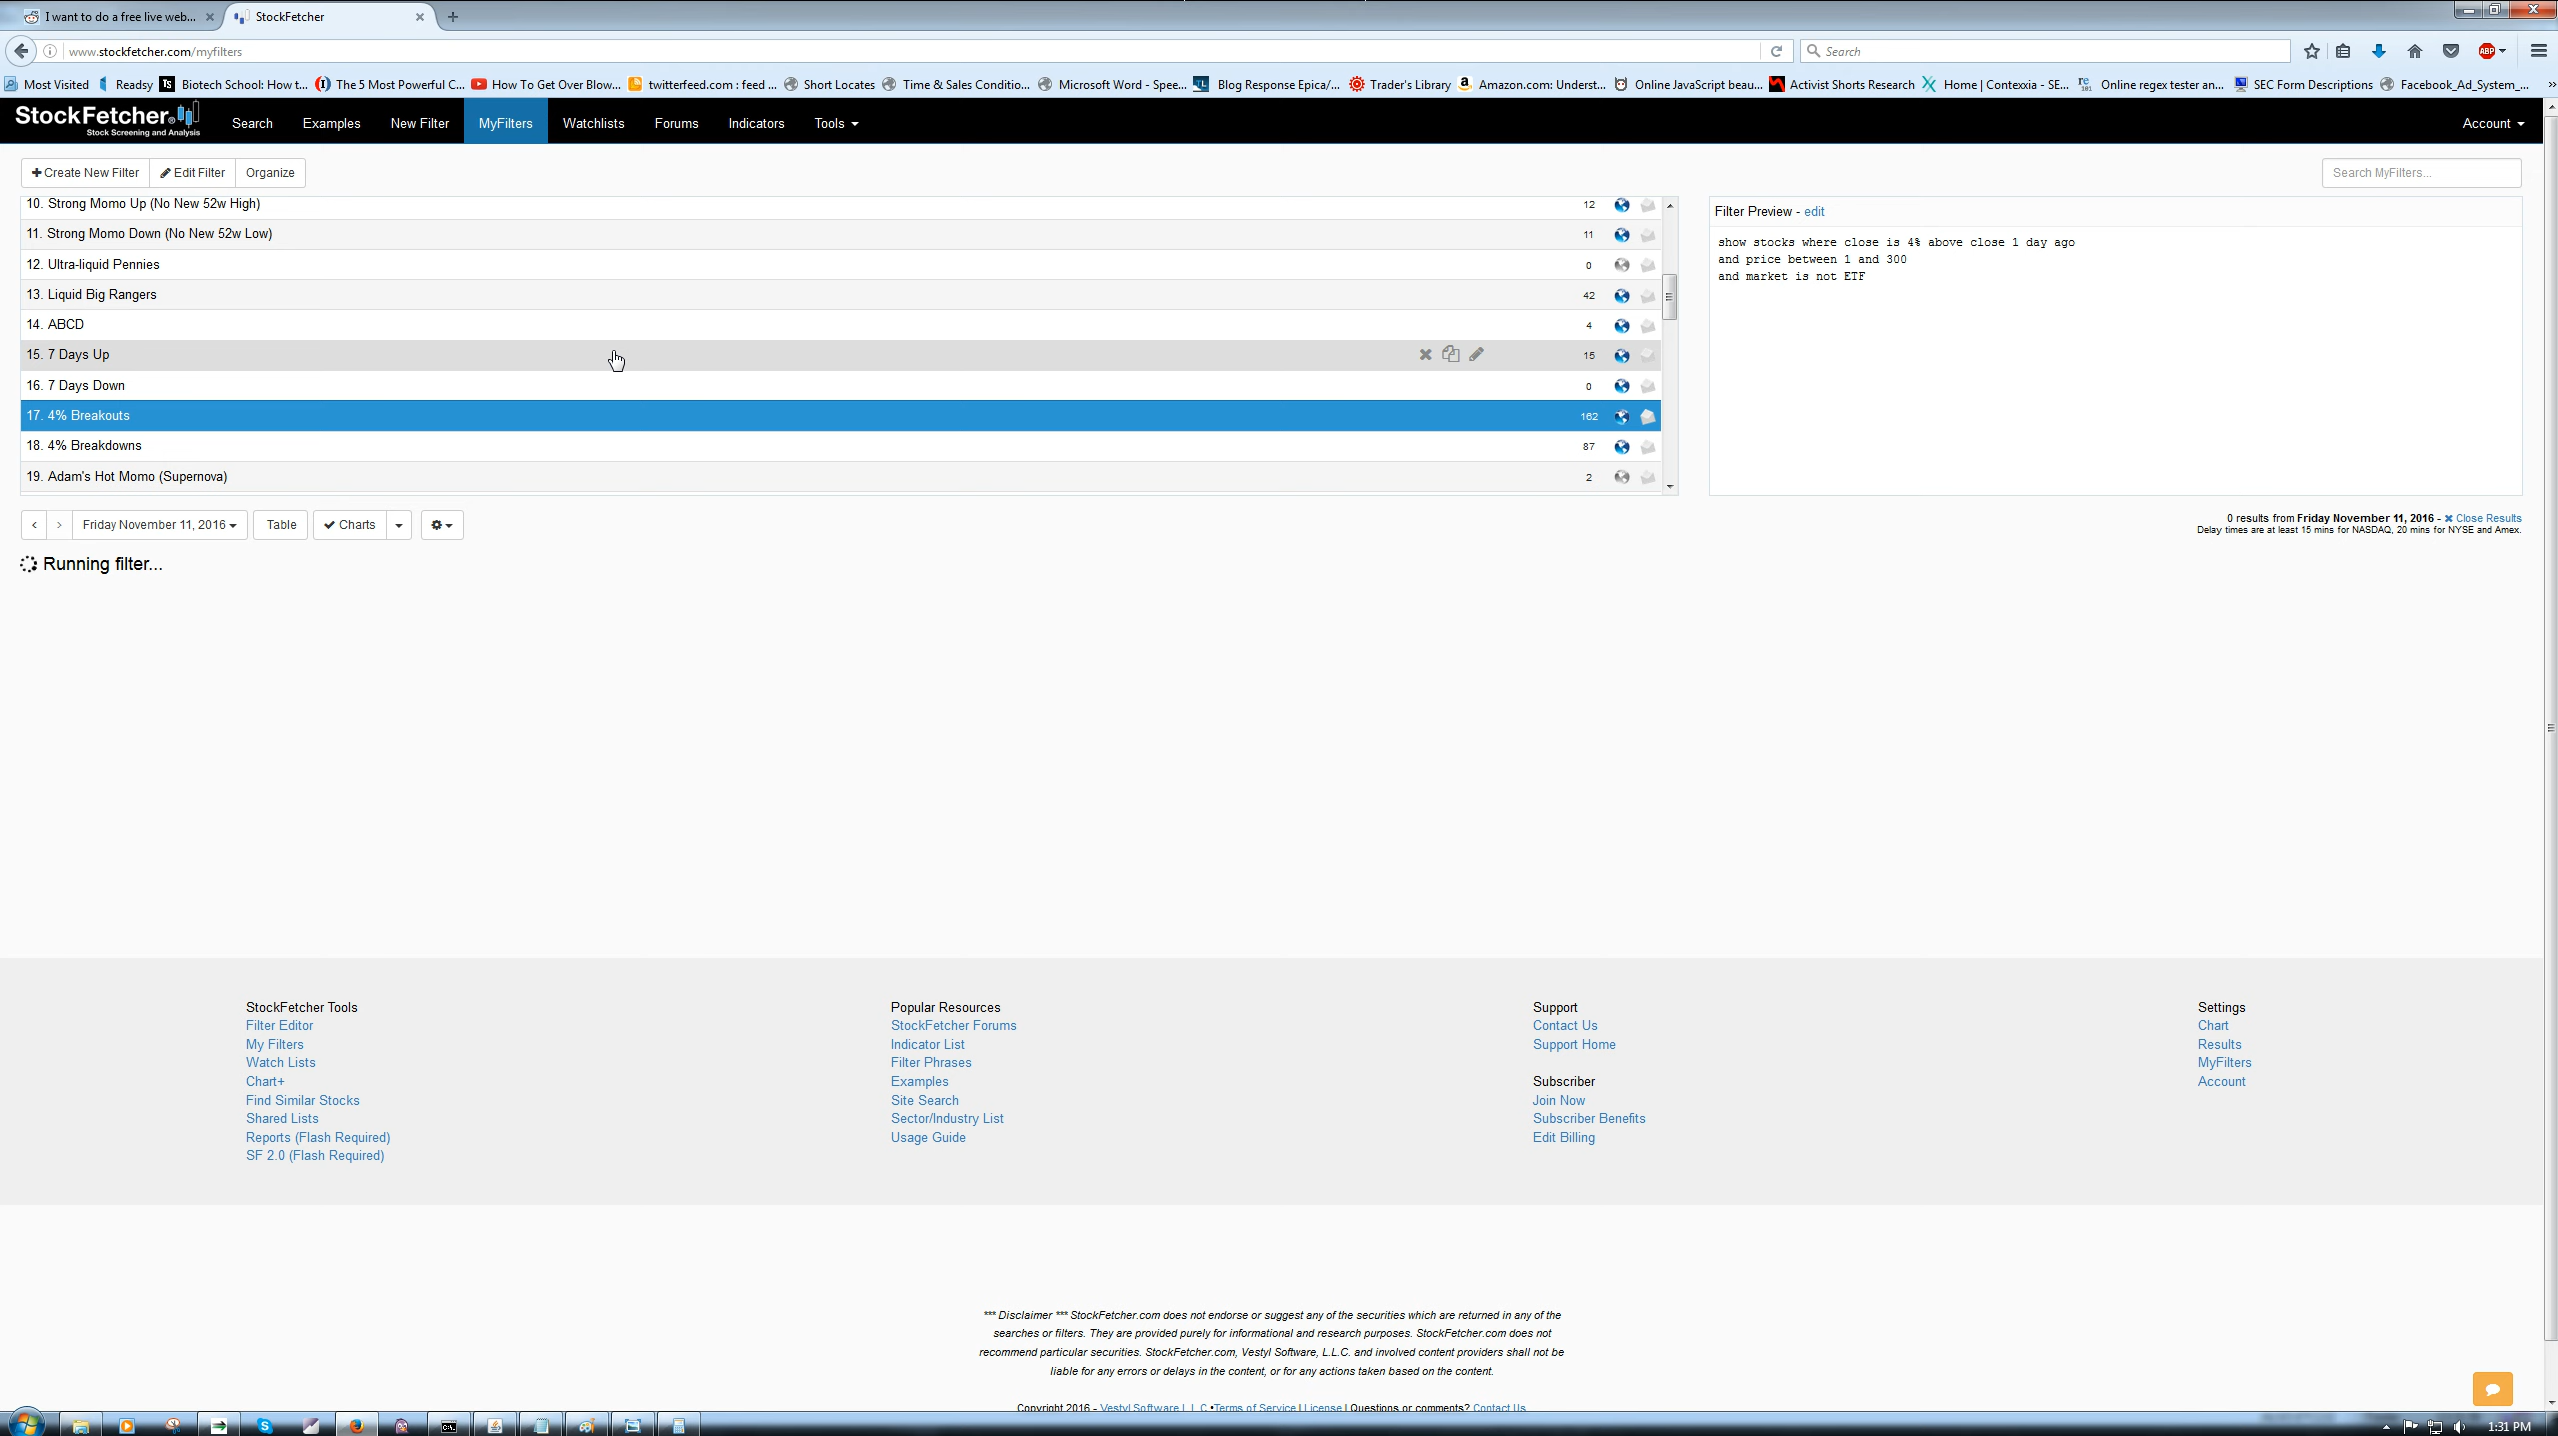 I want to do a free live web...
StockFetcher
www.stockfetcher.com/myfilters
Search
ABP
Most Visited
Readsy
Biotech School: How t...
The 5 Most Powerful C...
How To Get Over Blow...
twitterfeed.com : feed ...
Short Locates
Time & Sales Conditio...
Microsoft Word - Spee...
Blog Response Epica/...
Trader's Library
Amazon.com: Underst...
Online JavaScript beau...
Activist Shorts Research
Home | Contexxia - SE...
Online regex tester an...
SEC Form Descriptions
Facebook_Ad_System_...
StockFetcher
Stock Screening and Analysis
Search
Examples
New Filter
MyFilters
Watchlists
Forums
Indicators
Tools
Account
Create New Filter
Edit Filter
Organize
Search MyFilters...
10. Strong Momo Up (No New 52w High) 12
11. Strong Momo Down (No New 52w Low) 11
12. Ultra-liquid Pennies 0
13. Liquid Big Rangers 42
14. ABCD 4
15. 7 Days Up 15
16. 7 Days Down 0
17. 4% Breakouts 162
18. 4% Breakdowns 87
19. Adam's Hot Momo (Supernova) 2
Filter Preview - edit
show stocks where close is 4% above close 1 day ago
and price between 1 and 300
and market is not ETF
Friday November 11, 2016
Table
Charts
0 results from Friday November 11, 2016 - Close Results
Delay times are at least 15 mins for NASDAQ, 20 mins for NYSE and Amex.
Running filter...
StockFetcher Tools
Filter Editor
My Filters
Watch Lists
Chart+
Find Similar Stocks
Shared Lists
Reports (Flash Required)
SF 2.0 (Flash Required)
Popular Resources
StockFetcher Forums
Indicator List
Filter Phrases
Examples
Site Search
Sector/Industry List
Usage Guide
Support
Contact Us
Support Home
Subscriber
Join Now
Subscriber Benefits
Edit Billing
Settings
Chart
Results
MyFilters
Account
*** Disclaimer *** StockFetcher.com does not endorse or suggest any of the securities which are returned in any of the
searches or filters. They are provided purely for informational and research purposes. StockFetcher.com does not
recommend particular securities. StockFetcher.com, Vestyl Software, L.L.C. and involved content providers shall not be
liable for any errors or delays in the content, or for any actions taken based on the content.
Copyright 2016 - Vestyl Software L.L.C. •Terms of Service | License | Questions or comments? Contact Us
1:31 PM